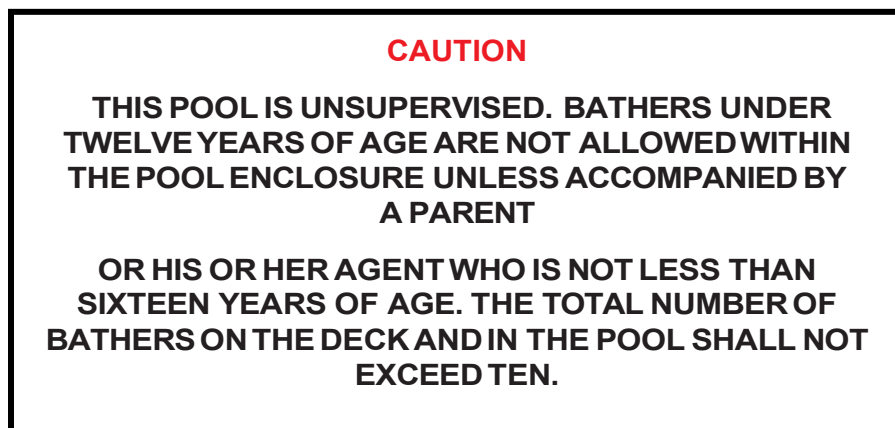 CAUTION
THIS POOL IS UNSUPERVISED. BATHERS UNDER
TWELVE YEARS OF AGE ARE NOT ALLOWED WITHIN
THE POOL ENCLOSURE UNLESS ACCOMPANIED BY
A PARENT
OR HIS OR HER AGENT WHO IS NOT LESS THAN
SIXTEEN YEARS OF AGE. THE TOTAL NUMBER OF
BATHERS ON THE DECK AND IN THE POOL SHALL NOT
EXCEED TEN.